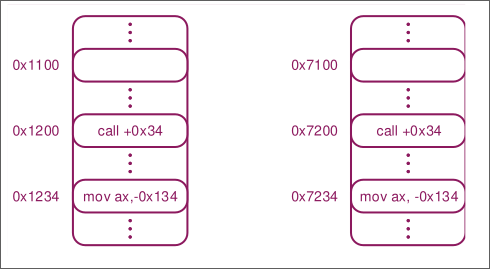 0x1100
0x7100
0x1200 call +0x34
0x7200 call +0x34
0x1234 mov ax,-0x134
0x7234 mov ax, -0x134